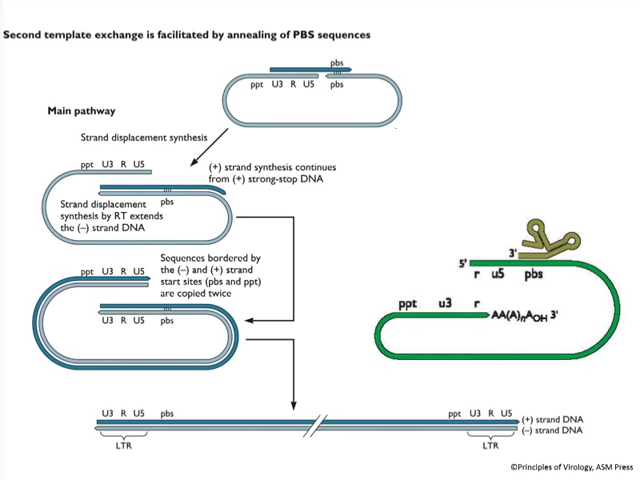 Second template exchange is facilitated by annealing of PBS sequences
pbs
ppt U3 R U5 pbs
Main pathway
Strand displacement synthesis
ppt U3 R U5
(+) strand synthesis continues
from (+) strong-stop DNA
Strand displacement
synthesis by RT extends
the (–) strand DNA
pbs
Sequences bordered by
the (–) and (+) strand
start sites (pbs and ppt)
are copied twice
ppt U3 R U5
U3 R U5 pbs
3'
5'
r u5 pbs
ppt u3 r
AA(A)nAOH 3'
U3 R U5 pbs
ppt U3 R U5
(+) strand DNA
(–) strand DNA
LTR
LTR
©Principles of Virology, ASM Press